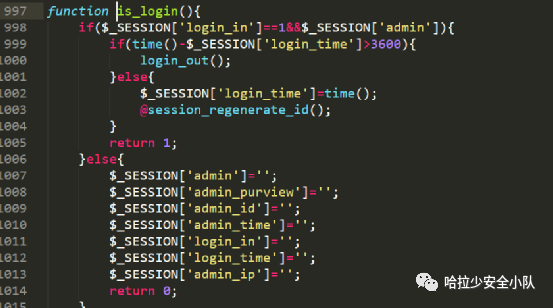 997 function is_login(){
998 if($_SESSION['login_in']==1&&$_SESSION['admin']){
999 if(time()-$_SESSION['login_time']>3600){
1000 login_out();
1001 }else{
1002 $_SESSION['login_time']=time();
1003 @session_regenerate_id();
1004 }
1005 return 1;
1006 }else{
1007 $_SESSION['admin']='';
1008 $_SESSION['admin_purview']='';
1009 $_SESSION['admin_id']='';
1010 $_SESSION['admin_time']='';
1011 $_SESSION['login_in']='';
1012 $_SESSION['login_time']='';
1013 $_SESSION['admin_ip']='';
1014 return 0;
哈拉少安全小队